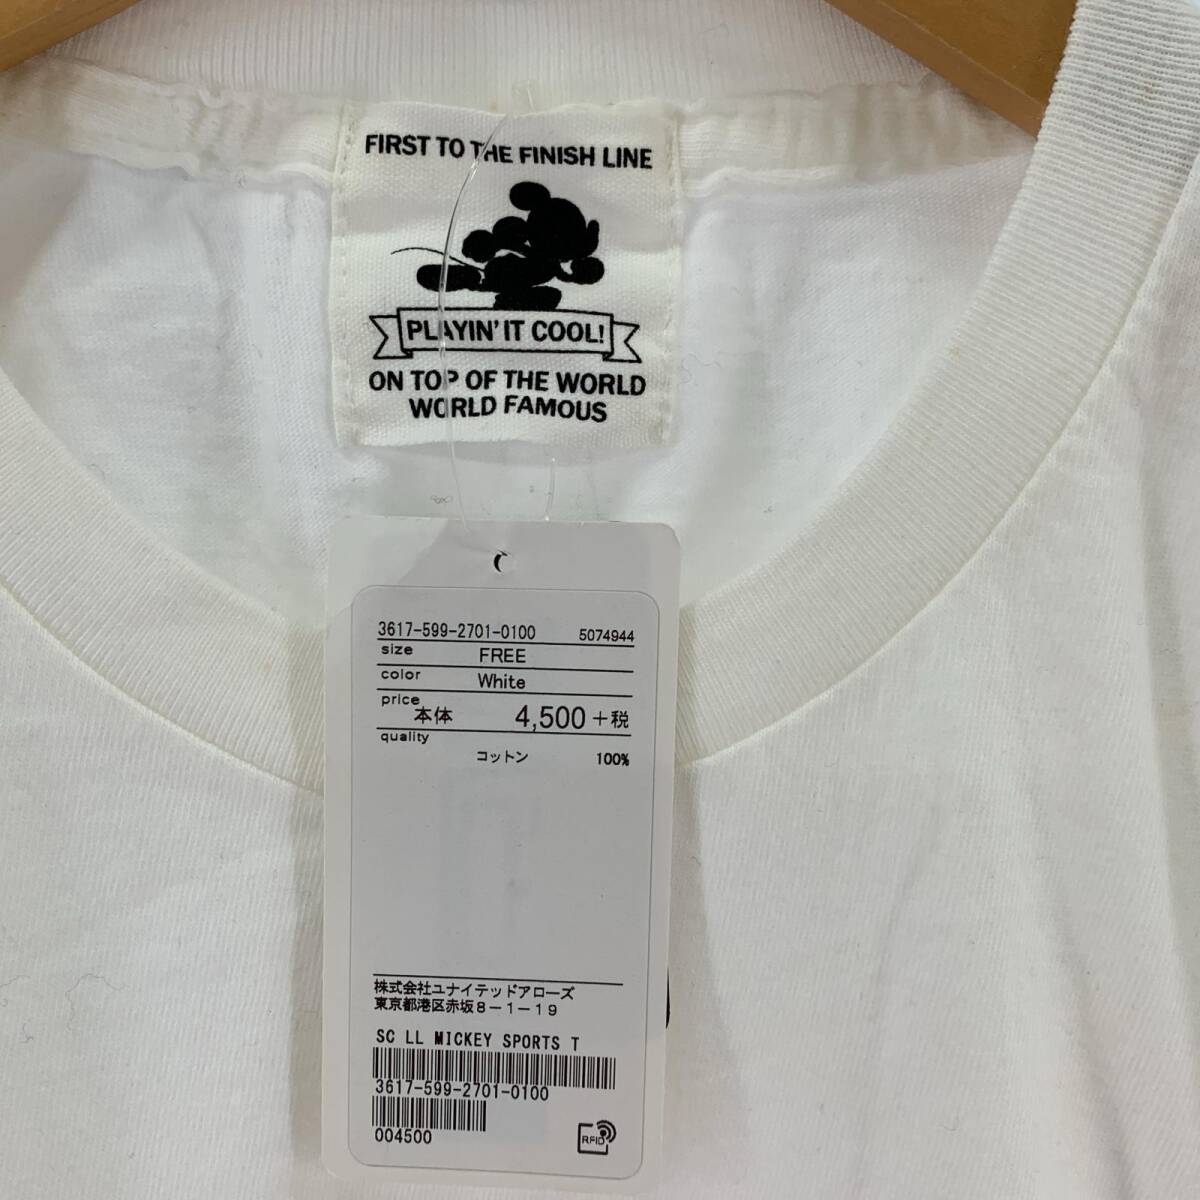 FIRST TO THE FINISH LINE
PLAYIN' IT COOL!
ON TOP OF THE WORLD
WORLD FAMOUS
3617-599-2701-0100 5074944
size FREE
color White
price 本体 4,500 +税
quality
コットン 100%
株式会社ユナイテッドアローズ
東京都港区赤坂8-1-19
SC LL MICKEY SPORTS T
3617-599-2701-0100
004500
RFID